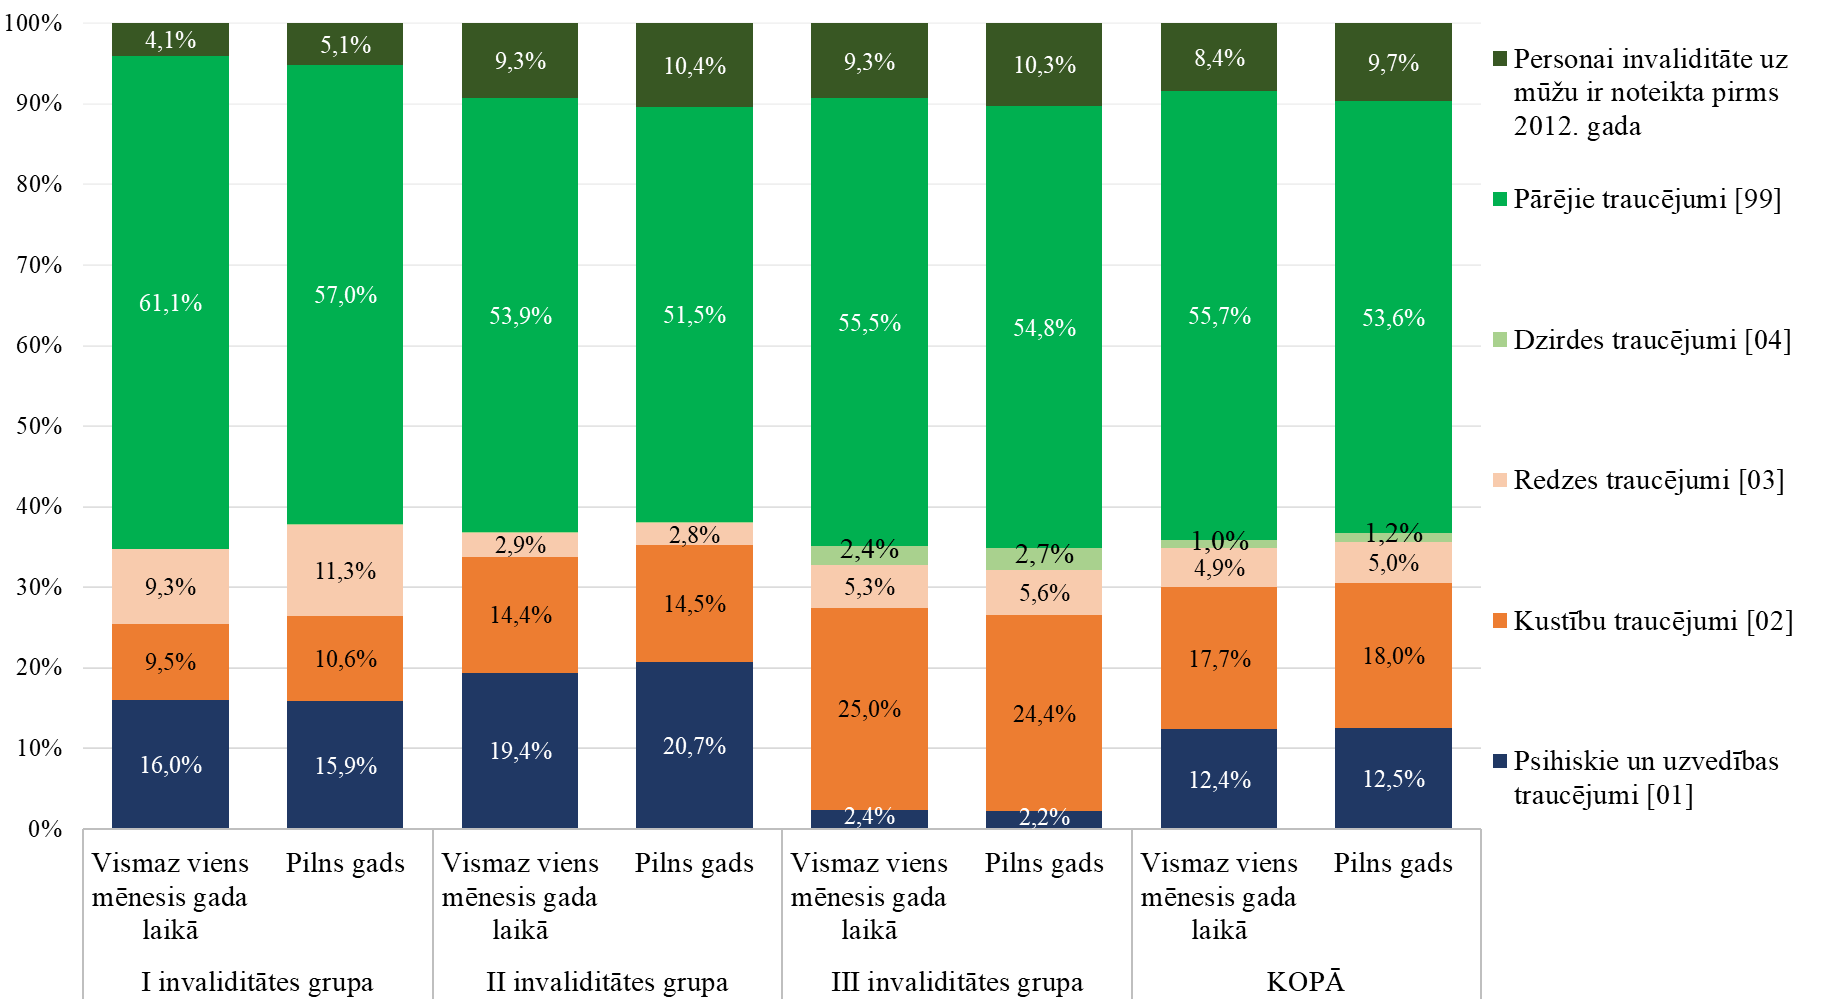 100%
90%
80%
70%
60%
50%
40%
30%
20%
10%
0%
4,1%
61,1%
9,3%
9,5%
16,0%
5,1%
57,0%
11,3%
10,6%
15,9%
9,3%
53,9%
2,9%
14,4%
19,4%
10,4%
51,5%
2,8%
14,5%
20,7%
9,3%
55,5%
2,4%
5,3%
25,0%
2,4%
10,3%
54,8%
2,7%
5,6%
24,4%
2,2%
8,4%
55,7%
1,0%
4,9%
17,7%
12,4%
9,7%
53,6%
1,2%
5,0%
18,0%
12,5%
Vismaz viens
mēnesis gada
laikā
Pilns gads
Vismaz viens
mēnesis gada
laikā
Pilns gads
Vismaz viens
mēnesis gada
laikā
Pilns gads
Vismaz viens
mēnesis gada
laikā
Pilns gads
I invaliditātes grupa
II invaliditātes grupa
III invaliditātes grupa
KOPĀ
Personai invaliditāte uz
mūžu ir noteikta pirms
2012. gada
Pārējie traucējumi [99]
Dzirdes traucējumi [04]
Redzes traucējumi [03]
Kustību traucējumi [02]
Psihiskie un uzvedības
traucējumi [01]